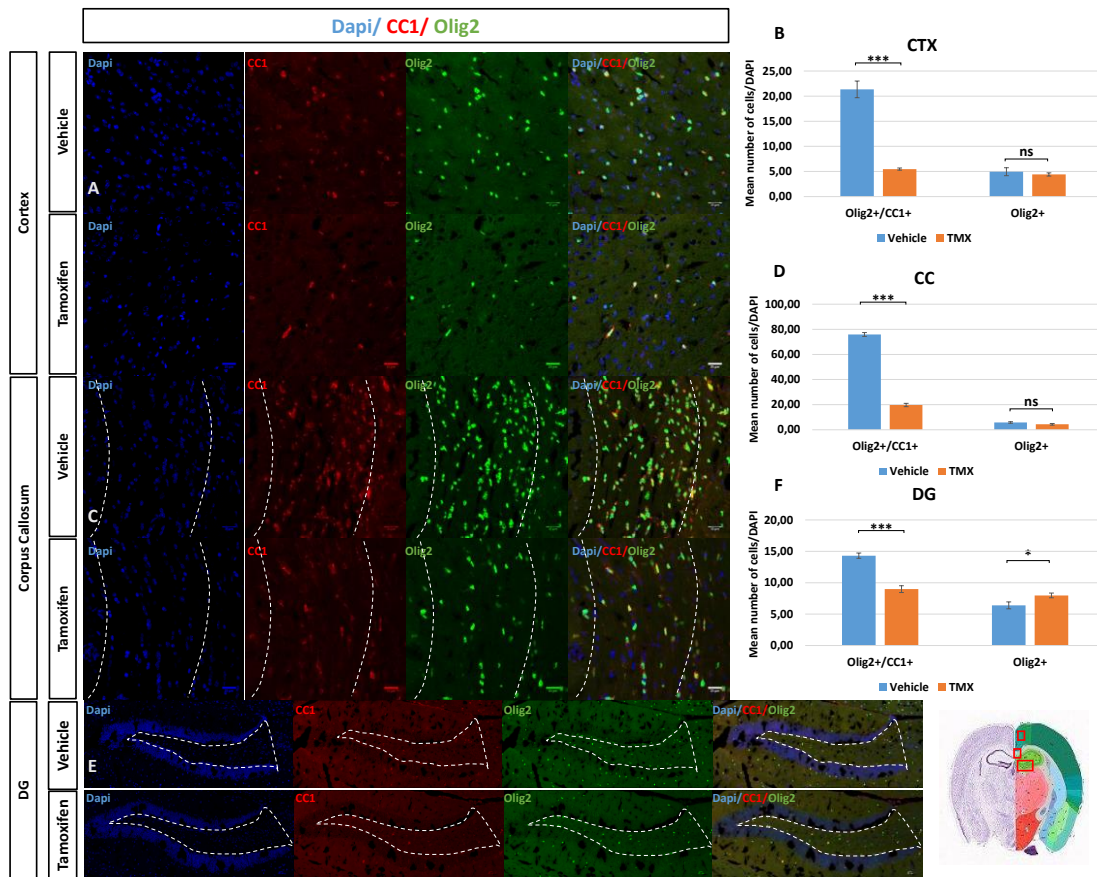 Dapi/ CC1/ Olig2
Cortex
Vehicle
Dapi
CC1
Olig2
Dapi/CC1/Olig2
A
Tamoxifen
Dapi
CC1
Olig2
Dapi/CC1/Olig2
Corpus Callosum
Vehicle
Dapi
CC1
Olig2
Dapi/CC1/Olig2
C
Tamoxifen
Dapi
CC1
Olig2
Dapi/CC1/Olig2
DG
Vehicle
Dapi
CC1
Olig2
Dapi/CC1/Olig2
E
Tamoxifen
Dapi
CC1
Olig2
Dapi/CC1/Olig2
B
CTX
Mean number of cells/DAPI
25,00
20,00
15,00
10,00
5,00
0,00
***
ns
Olig2+/CC1+
Olig2+
Vehicle
TMX
D
CC
Mean number of cells/DAPI
100,00
80,00
60,00
40,00
20,00
0,00
***
ns
Olig2+/CC1+
Olig2+
Vehicle
TMX
F
DG
Mean number of cells/DAPI
20,00
15,00
10,00
5,00
0,00
***
*
Olig2+/CC1+
Olig2+
Vehicle
TMX